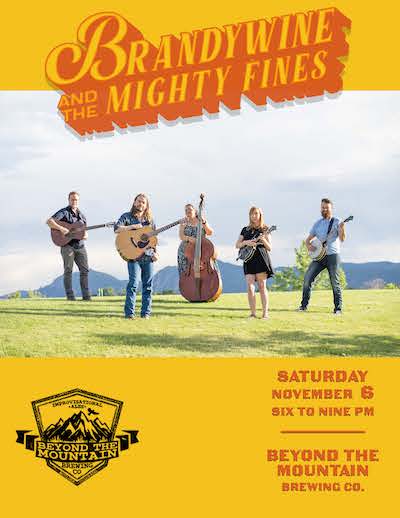 BRANDYWINE
AND THE MIGHTY FINES
SATURDAY
NOVEMBER 6
SIX TO NINE PM
BEYOND THE
MOUNTAIN
BREWING CO.
IMPROVISATIONAL
-ALES-
BEYOND THE
MOUNTAIN
BREWING
CO